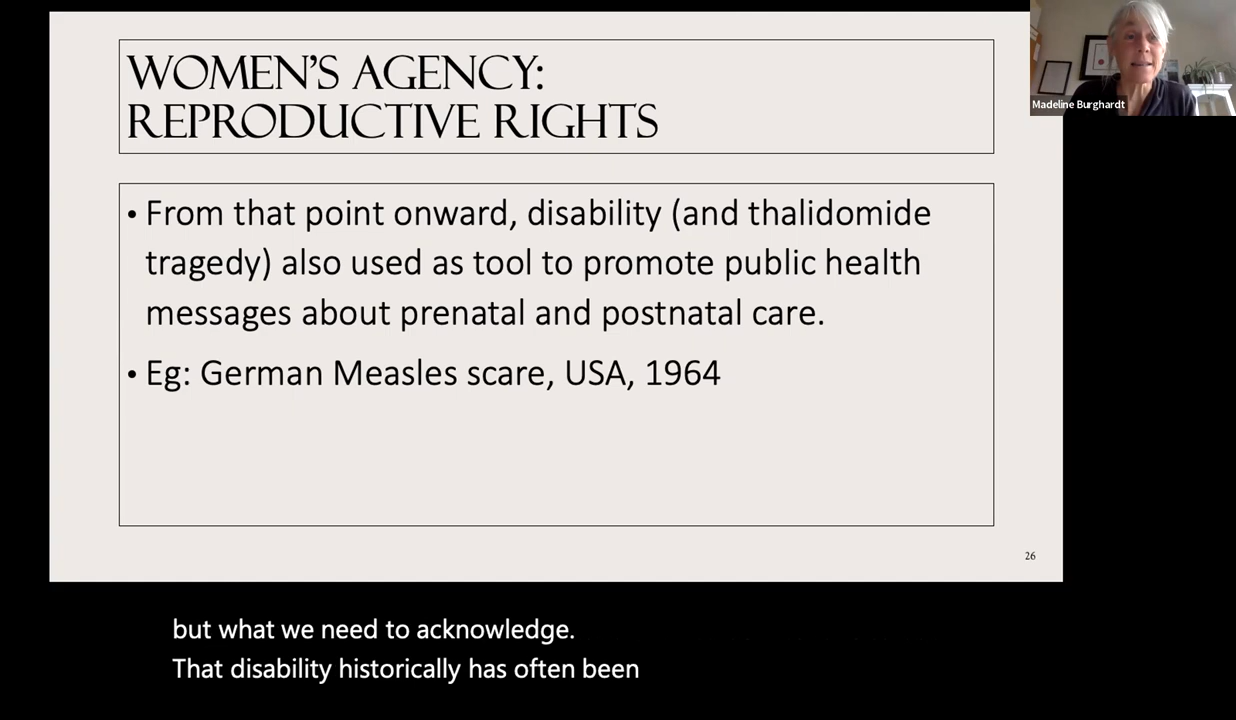 WOMEN'S AGENCY:
REPRODUCTIVE RIGHTS
• From that point onward, disability (and thalidomide
tragedy) also used as tool to promote public health
messages about prenatal and postnatal care.
• Eg: German Measles scare, USA, 1964
26
Madeline Burghardt
but what we need to acknowledge.
That disability historically has often been